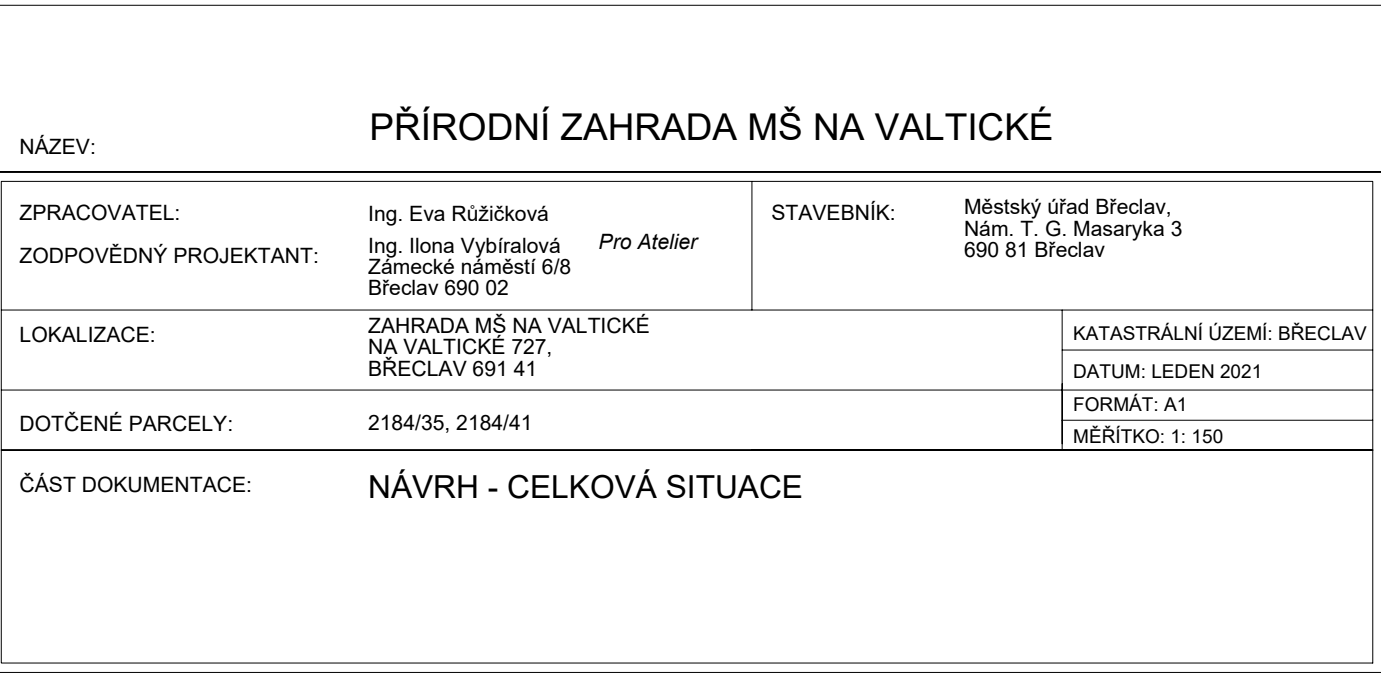 NÁZEV:
PŘÍRODNÍ ZAHRADA MŠ NA VALTICKÉ
ZPRACOVATEL:
Ing. Eva Růžičková
ZODPOVĚDNÝ PROJEKTANT:
Ing. Ilona Vybíralová
Pro Atelier
Zámecké náměstí 6/8
Břeclav 690 02
STAVEBNÍK:
Městský úřad Břeclav,
Nám. T. G. Masaryka 3
690 81 Břeclav
LOKALIZACE:
ZAHRADA MŠ NA VALTICKÉ
NA VALTICKÉ 727,
BŘECLAV 691 41
KATASTRÁLNÍ ÚZEMÍ: BŘECLAV
DATUM: LEDEN 2021
DOTČENÉ PARCELY:
2184/35, 2184/41
FORMÁT: A1
MĚŘÍTKO: 1: 150
ČÁST DOKUMENTACE:
NÁVRH - CELKOVÁ SITUACE